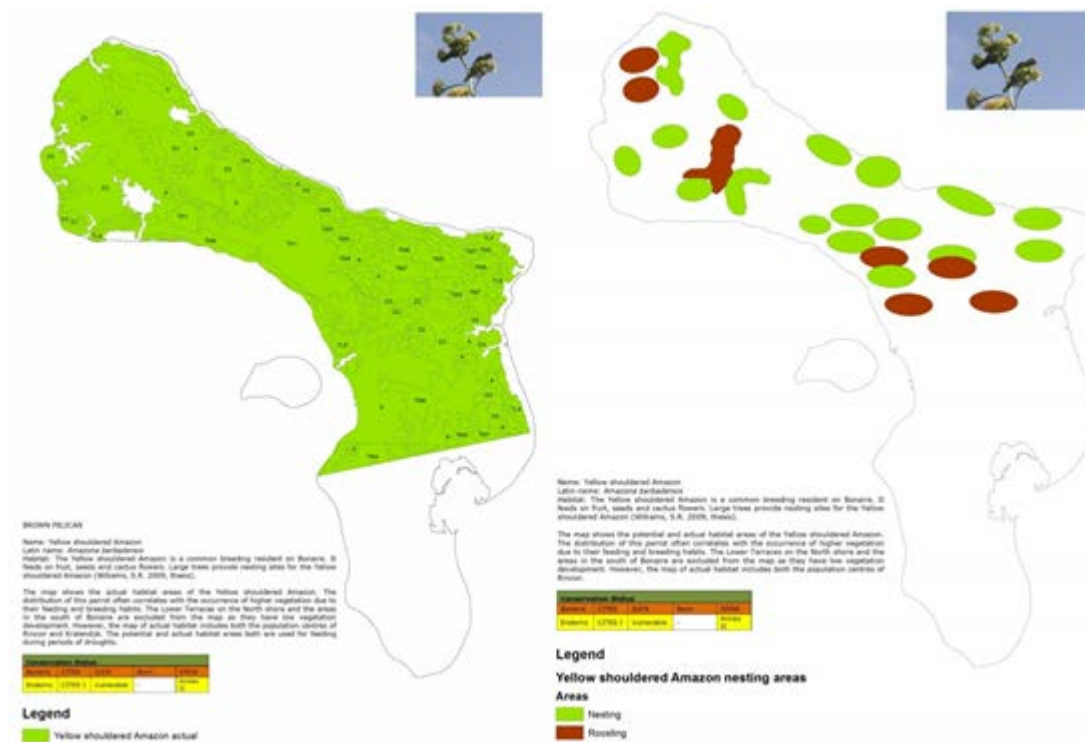 BROWN PELICAN
Name: Yellow shouldered Amazon
Latin name: Amazona barbadensis
Habitat: The Yellow shouldered Amazon is a common breeding resident on Bonaire. It
feeds on fruit, seeds and cactus flowers. Large trees provide nesting sites for the Yellow
shouldered Amazon (Williams, S.R. 2009, thesis).
The map shows the actual habitat areas of the Yellow shouldered Amazon. The
distribution of this parrot often correlates with the occurrence of higher vegetation due to
their feeding and breeding habits. The Lower Terraces on the North shore and the areas
in the south of Bonaire are excluded from the map as they have low vegetation
development. However, the map of actual habitat includes both the population centres of
Rincon and Kralendijk. The potential and actual habitat areas both are used for feeding
during periods of droughts.
Conservation Status
Bonaire CITES IUCN Bonn SPAW
Endemic CITES I Vulnerable - Annex
II
Legend
Yellow shouldered Amazon actual
Name: Yellow shouldered Amazon
Latin name: Amazona barbadensis
Habitat: The Yellow shouldered Amazon is a common breeding resident on Bonaire. It
feeds on fruit, seeds and cactus flowers. Large trees provide nesting sites for the Yellow
shouldered Amazon (Williams, S.R. 2009, thesis).
The map shows the potential and actual habitat areas of the Yellow shouldered Amazon.
The distribution of this parrot often correlates with the occurrence of higher vegetation
due to their feeding and breeding habits. The Lower Terraces on the North shore and the
areas in the south of Bonaire are excluded from the map as they have low vegetation
development. However, the map of actual habitat includes both the population centres of
Rincon.
Conservation Status
Bonaire CITES IUCN Bonn SPAW
Endemic CITES I Vulnerable - Annex
II
Legend
Yellow shouldered Amazon nesting areas
Areas
Nesting
Roosting